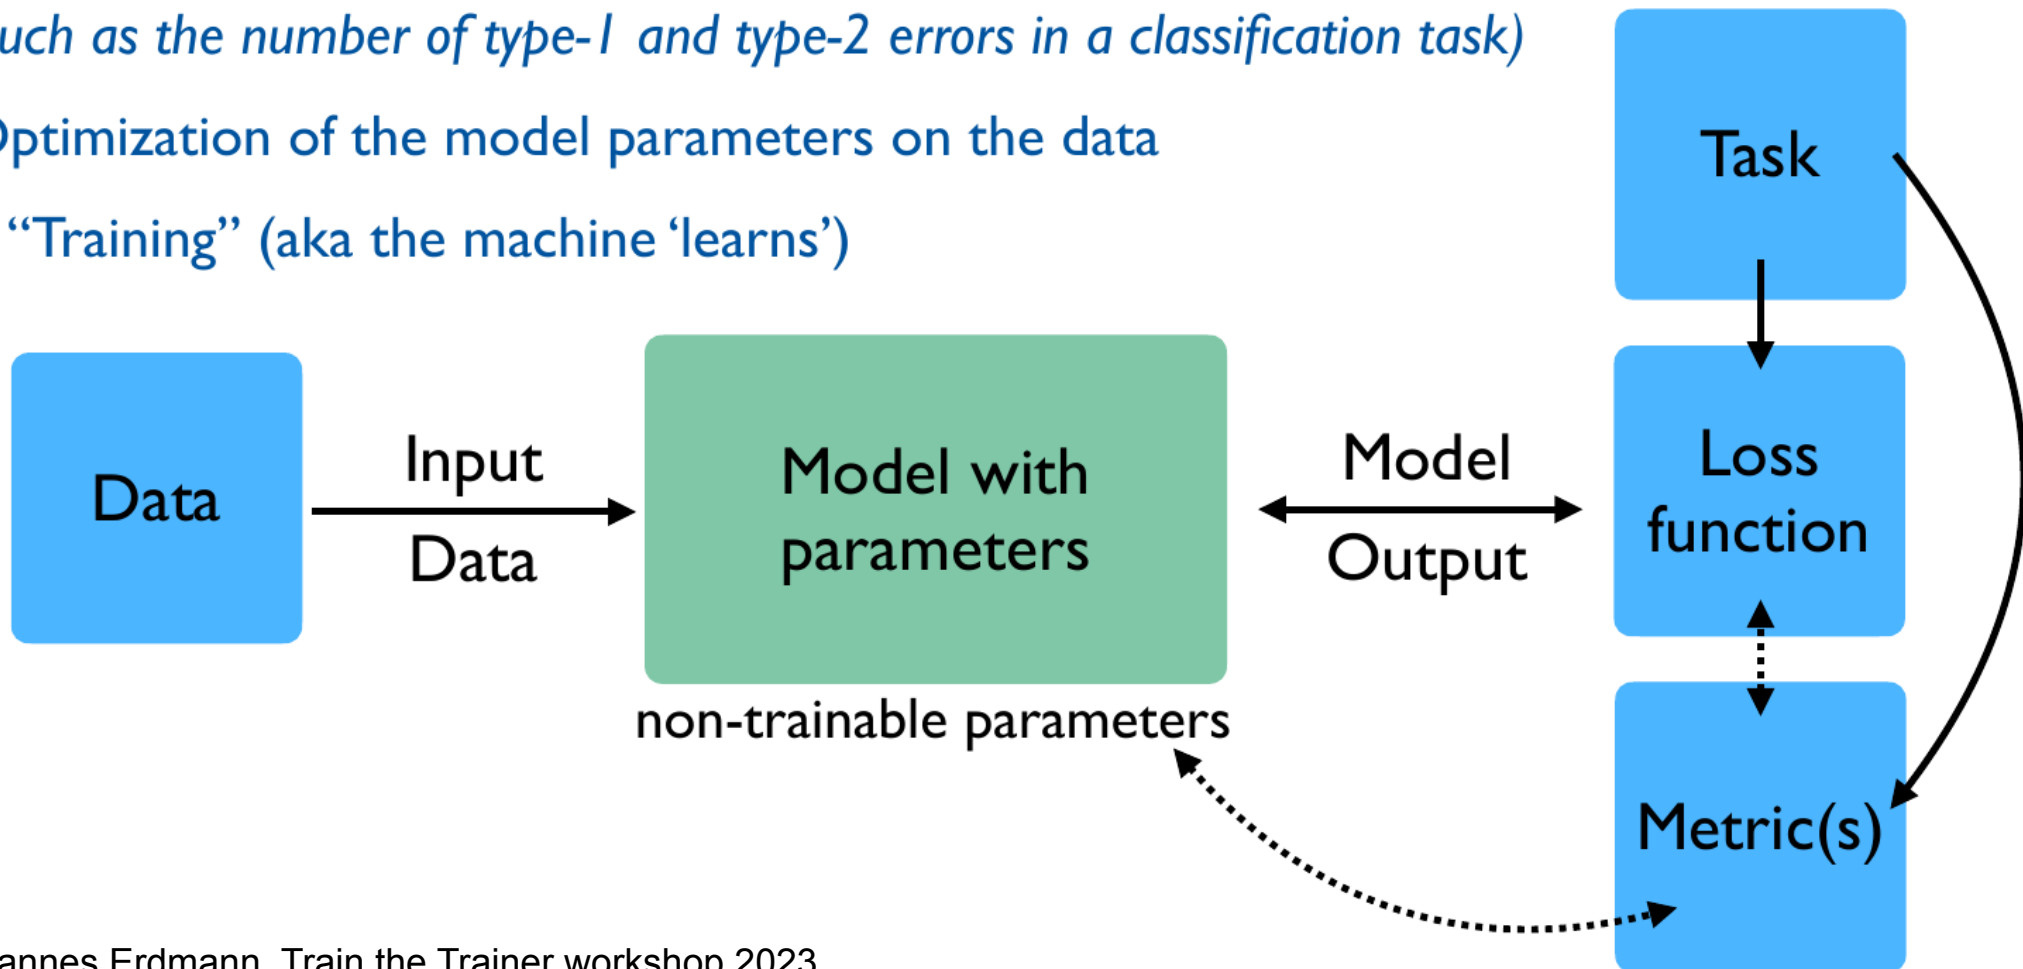 uch as the number of type-1 and type-2 errors in a classification task)
Optimization of the model parameters on the data
“Training” (aka the machine ‘learns’)
Task
Data
Input
Data
Model with
parameters
non-trainable parameters
Model
Output
Loss
function
Metric(s)
annes Erdmann, Train the Trainer workshop 2023